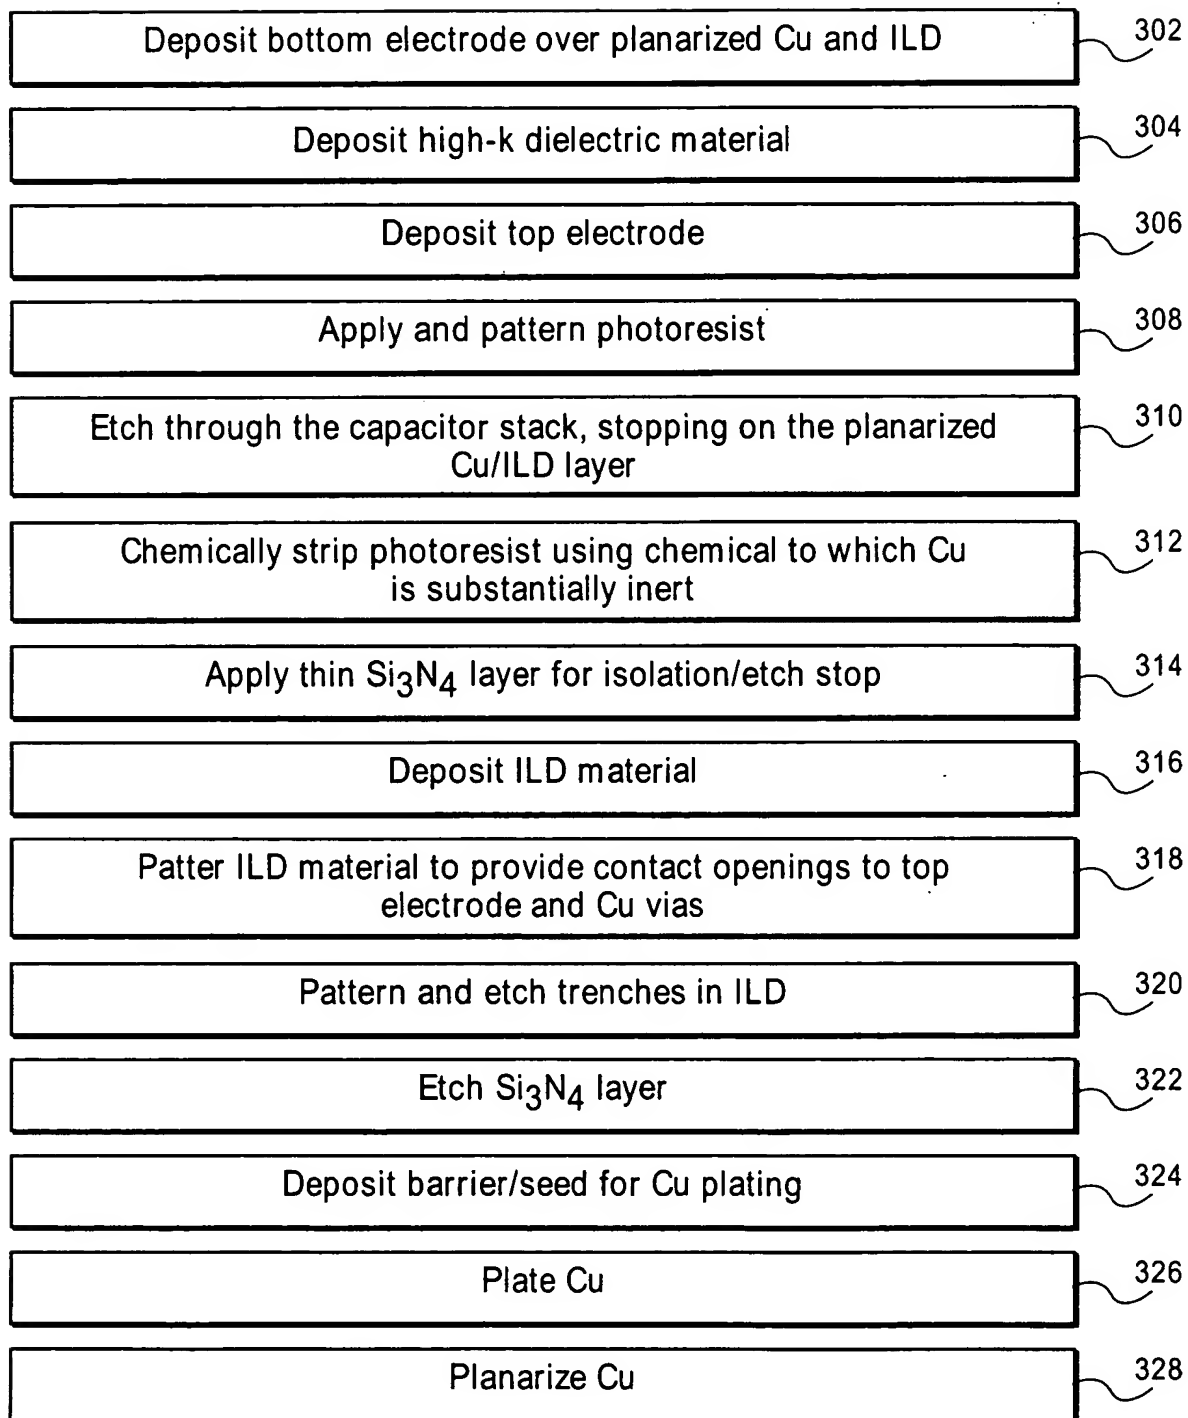 Deposit bottom electrode over planarized Cu and ILD 302
Deposit high-k dielectric material 304
Deposit top electrode 306
Apply and pattern photoresist 308
Etch through the capacitor stack, stopping on the planarized 310
Cu/ILD layer
Chemically strip photoresist using chemical to which Cu 312
is substantially inert
Apply thin Si3N4 layer for isolation/etch stop 314
Deposit ILD material 316
Patter ILD material to provide contact openings to top 318
electrode and Cu vias
Pattern and etch trenches in ILD 320
Etch Si3N4 layer 322
Deposit barrier/seed for Cu plating 324
Plate Cu 326
Planarize Cu 328